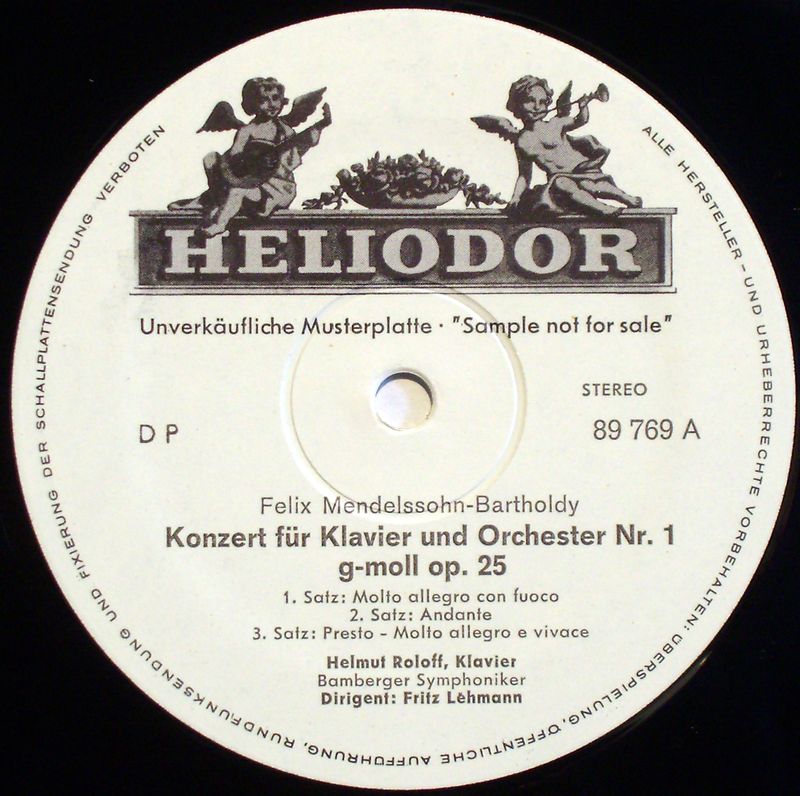 HELIODOR
Unverkäufliche Musterplatte · "Sample not for sale"
STEREO
D P
89 769 A
Felix Mendelssohn-Bartholdy
Konzert für Klavier und Orchester Nr. 1
g-moll op. 25
1. Satz: Molto allegro con fuoco
2. Satz: Andante
3. Satz: Presto - Molto allegro e vivace
Helmut Roloff, Klavier
Bamberger Symphoniker
Dirigent: Fritz Lehmann
ALLE HERSTELLER- UND URHEBERRECHTE VORBEHALTEN: ÜBERSPIELUNG, ÖFFENTLICHE AUFFÜHRUNG, RUNDFUNKSENDUNG UND FIXIERUNG DER SCHALLPLATTENSENDUNG VERBOTEN